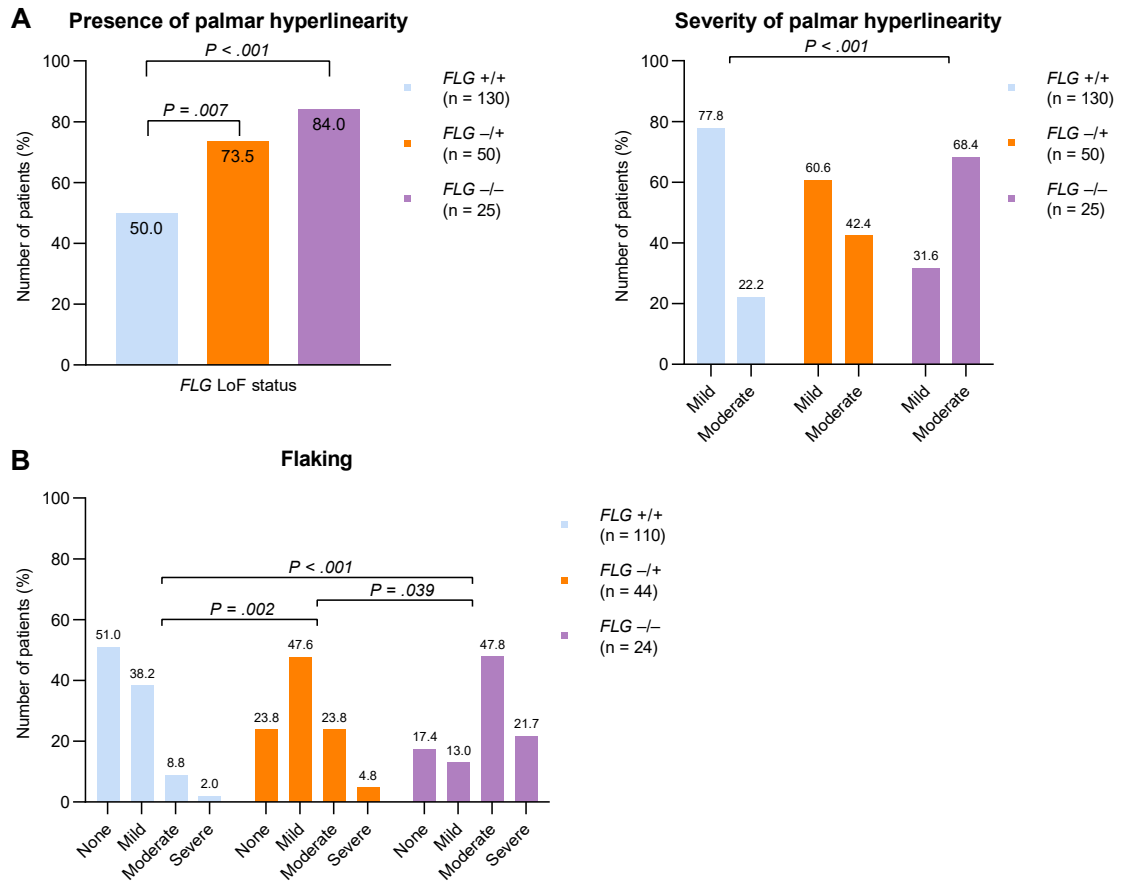 A
Presence of palmar hyperlinearity
Number of patients (%)
100
80
60
40
20
0
P < .001
P = .007
50.0
73.5
84.0
FLG LoF status
FLG +/+
(n = 130)
FLG –/+
(n = 50)
FLG –/–
(n = 25)
Severity of palmar hyperlinearity
Number of patients (%)
100
80
60
40
20
0
P < .001
77.8
22.2
60.6
42.4
31.6
68.4
Mild
Moderate
Mild
Moderate
Mild
Moderate
FLG +/+
(n = 130)
FLG –/+
(n = 50)
FLG –/–
(n = 25)
B
Flaking
Number of patients (%)
100
80
60
40
20
0
P < .001
P = .039
P = .002
51.0
38.2
8.8
2.0
23.8
47.6
23.8
4.8
17.4
13.0
47.8
21.7
None
Mild
Moderate
Severe
None
Mild
Moderate
Severe
None
Mild
Moderate
Severe
FLG +/+
(n = 110)
FLG –/+
(n = 44)
FLG –/–
(n = 24)